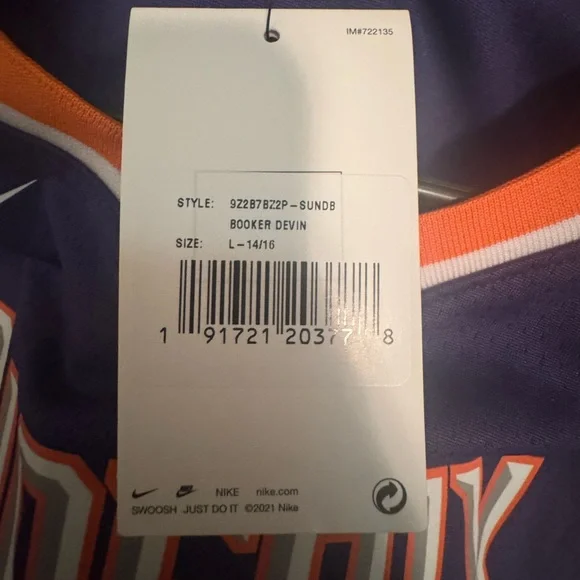 IM#722135
STYLE: 9Z2B7BZ2P-SUNDB
BOOKER DEVIN
SIZE: L-14/16
NIKE nike.com
SWOOSH JUST DO IT ©2021 Nike